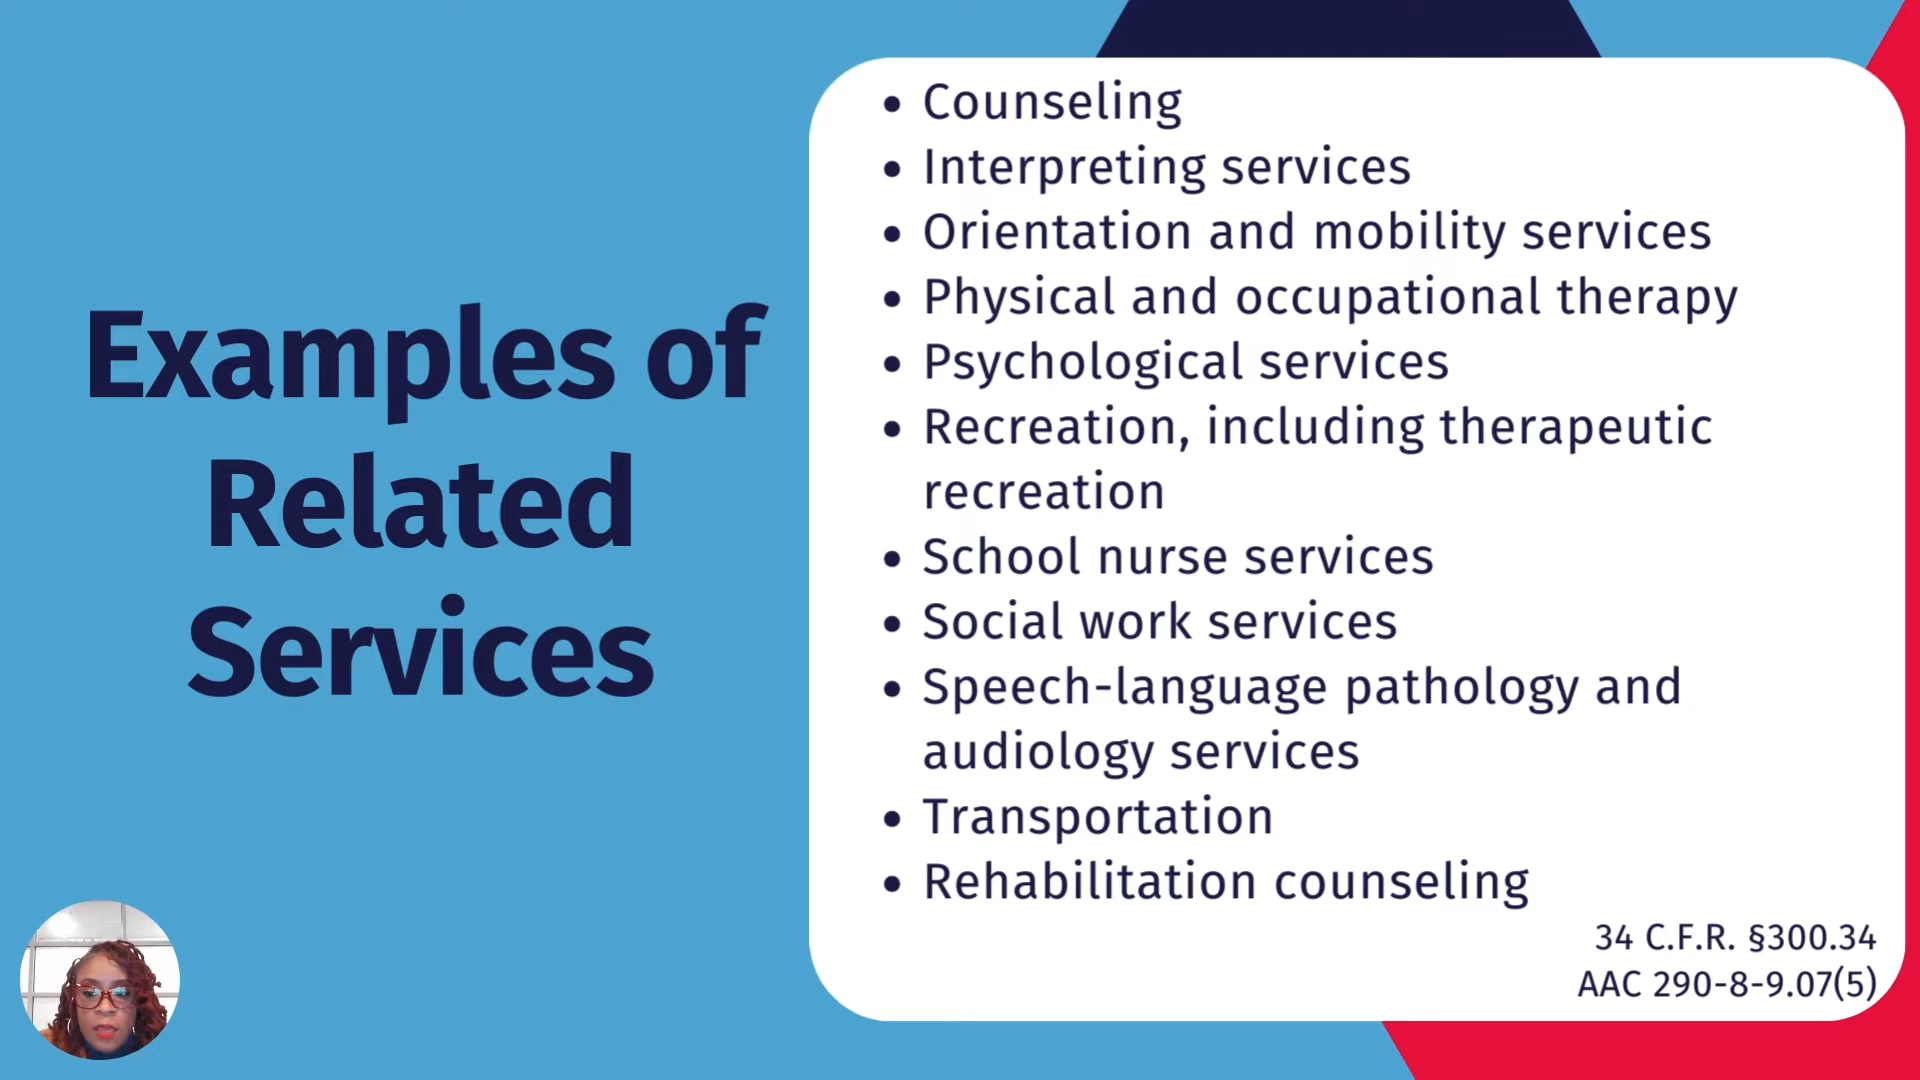 Examples of
Related
Services
• Counseling
• Interpreting services
• Orientation and mobility services
• Physical and occupational therapy
• Psychological services
• Recreation, including therapeutic
recreation
• School nurse services
• Social work services
• Speech-language pathology and
audiology services
• Transportation
• Rehabilitation counseling
34 C.F.R. §300.34
AAC 290-8-9.07(5)